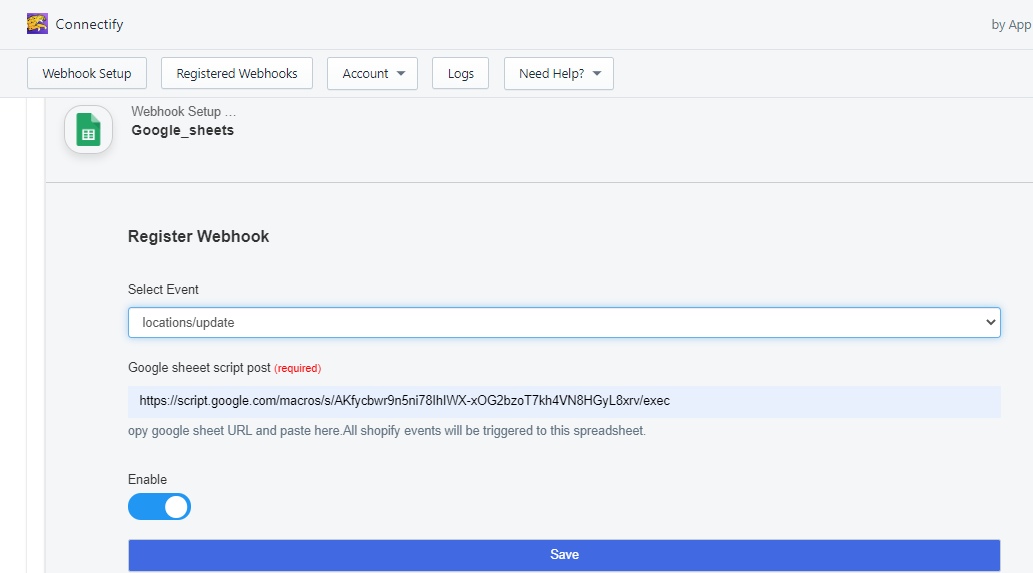 Connectify
by App
Webhook Setup Registered Webhooks Account Logs Need Help?
Webhook Setup ...
Google_sheets
Register Webhook
Select Event
locations/update
Google sheeet script post (required)
https://script.google.com/macros/s/AKfycbwr9n5ni78IhIWX-xOG2bzoT7kh4VN8HGyL8xrv/exec
opy google sheet URL and paste here.All shopify events will be triggered to this spreadsheet.
Enable
Save